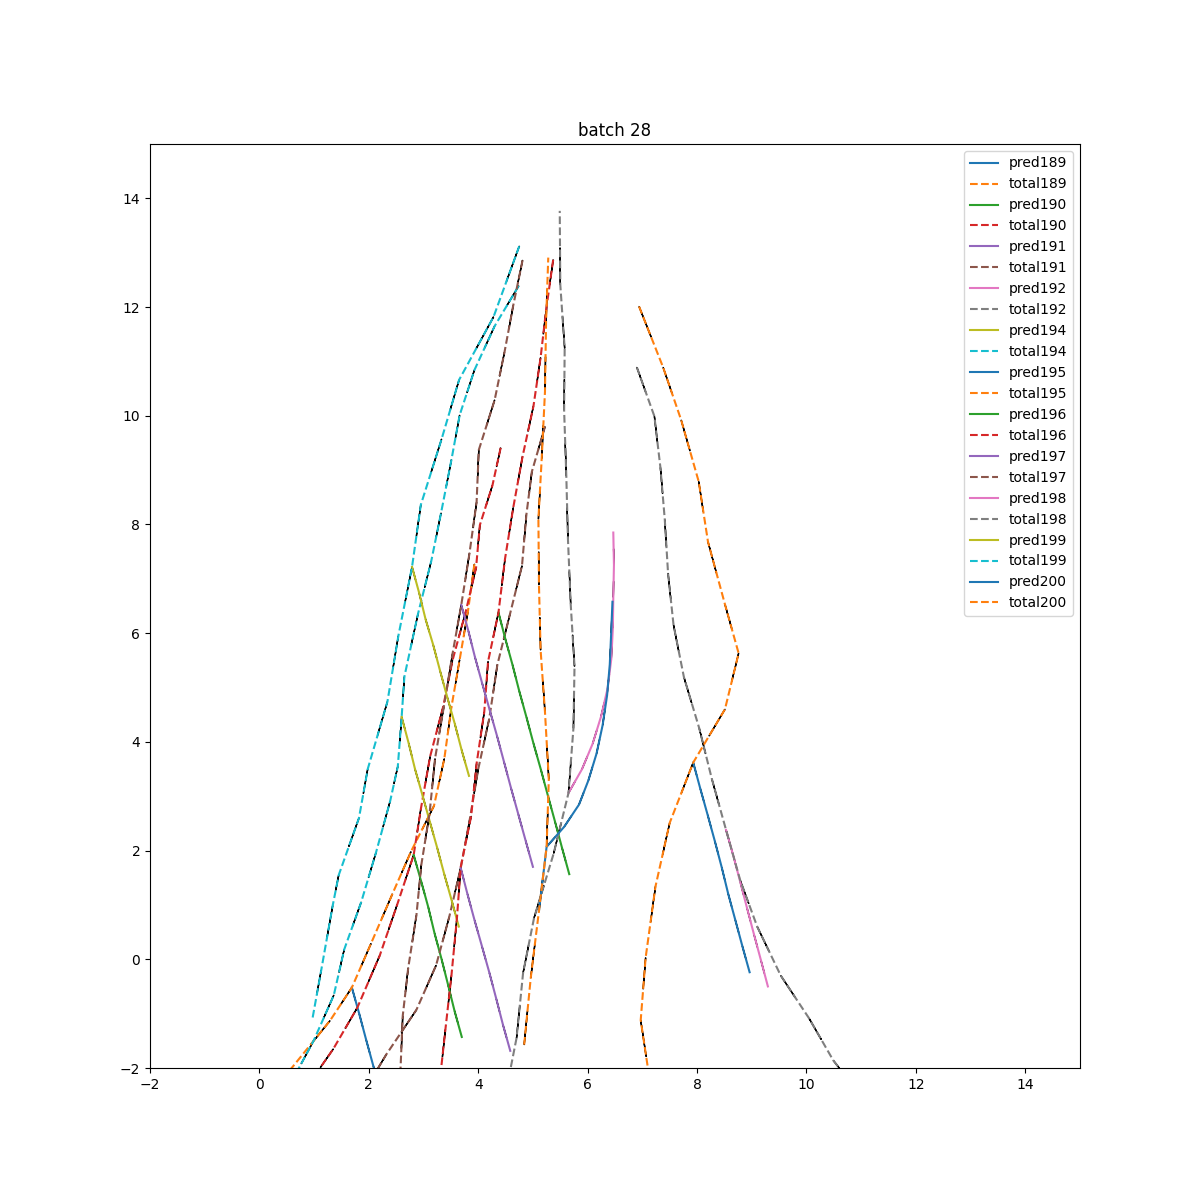 batch 28
14
12
10
8
6
4
2
0
−2
−2
0
2
4
6
8
10
12
14
pred189
total189
pred190
total190
pred191
total191
pred192
total192
pred194
total194
pred195
total195
pred196
total196
pred197
total197
pred198
total198
pred199
total199
pred200
total200